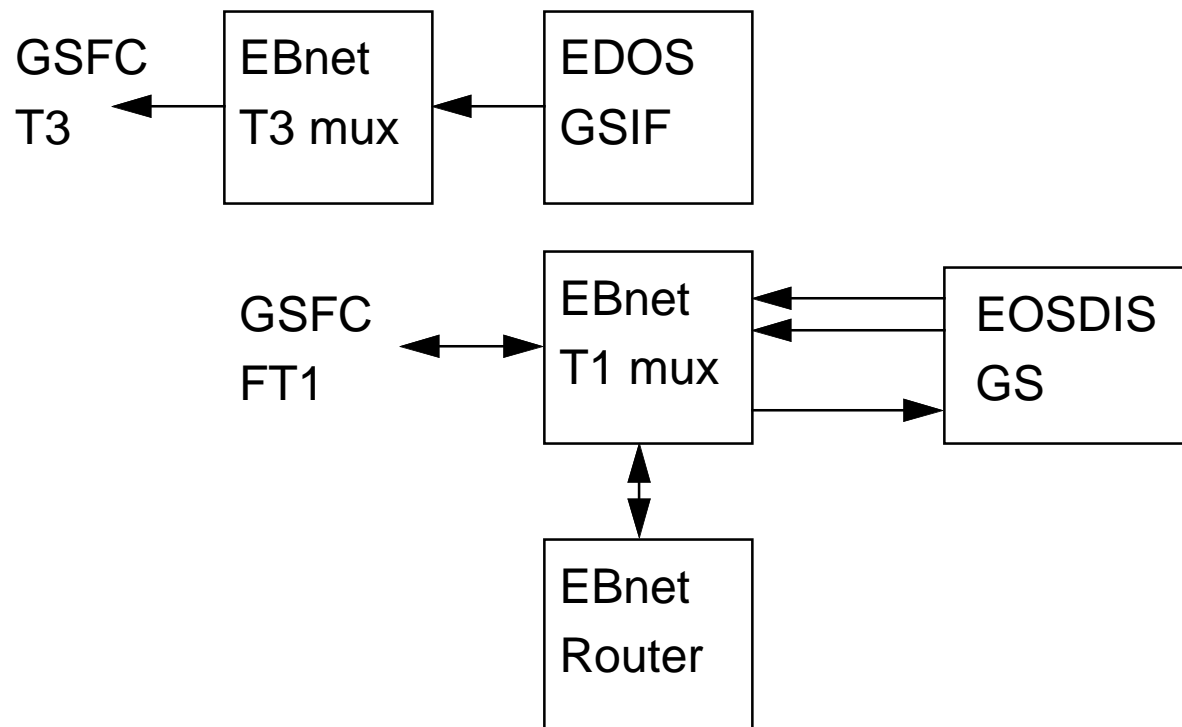 GSFC
T3
EBnet
T3 mux
EDOS
GSIF
GSFC
FT1
EBnet
T1 mux
EOSDIS
GS
EBnet
Router